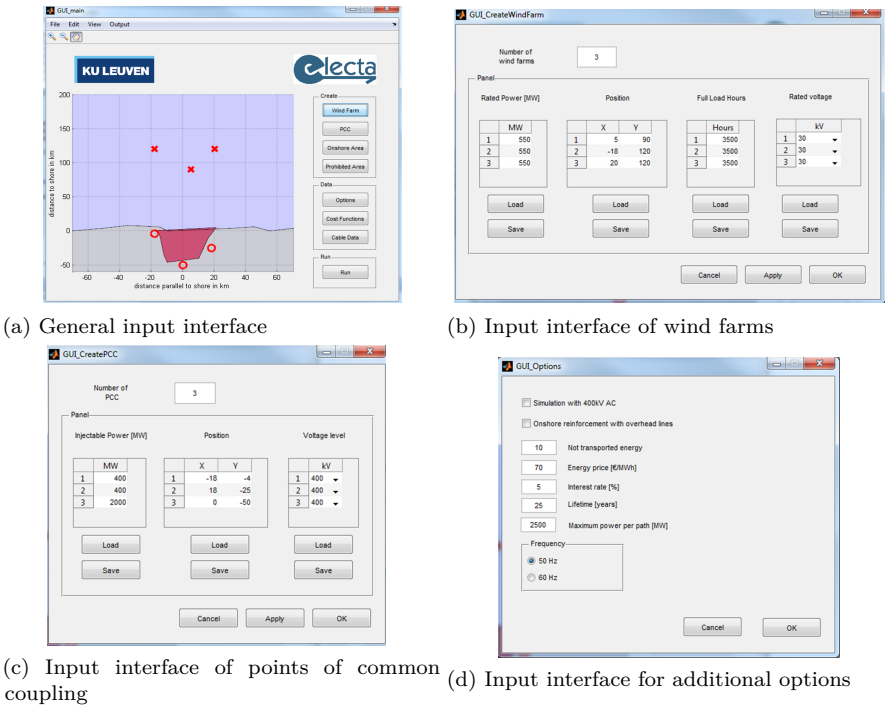 GUI_main
File Edit View Output
KU LEUVEN
electa
200
150
100
50
0
-50
distance to shore in km
-60 -40 -20 0 20 40 60
distance parallel to shore in km
Create
Wind Farm
PCC
Onshore Area
Prohibited Area
Data
Options
Cost Functions
Cable Data
Run
Run
(a) General input interface
GUI_CreateWindFarm
Number of
wind farms
3
Panel
Rated Power [MW] Position Full Load Hours Rated voltage
MW X Y Hours kV
1 550 1 5 90 1 3500 1 30
2 550 2 -18 120 2 3500 2 30
3 550 3 20 120 3 3500 3 30
Load Load Load Load
Save Save Save Save
Cancel Apply OK
(b) Input interface of wind farms
GUI_CreatePCC
Number of
PCC
3
Panel
Injectable Power [MW] Position Voltage level
MW X Y kV
1 400 1 -18 -4 1 400
2 400 2 18 -25 2 400
3 2000 3 0 -50 3 400
Load Load Load
Save Save Save
Cancel Apply OK
(c) Input interface of points of common
coupling
GUI_Options
Simulation with 400kV AC
Onshore reinforcement with overhead lines
10 Not transported energy
70 Energy price [€/MWh]
5 Interest rate [%]
25 Lifetime [years]
2500 Maximum power per path [MW]
Frequency
50 Hz
60 Hz
Cancel OK
(d) Input interface for additional options